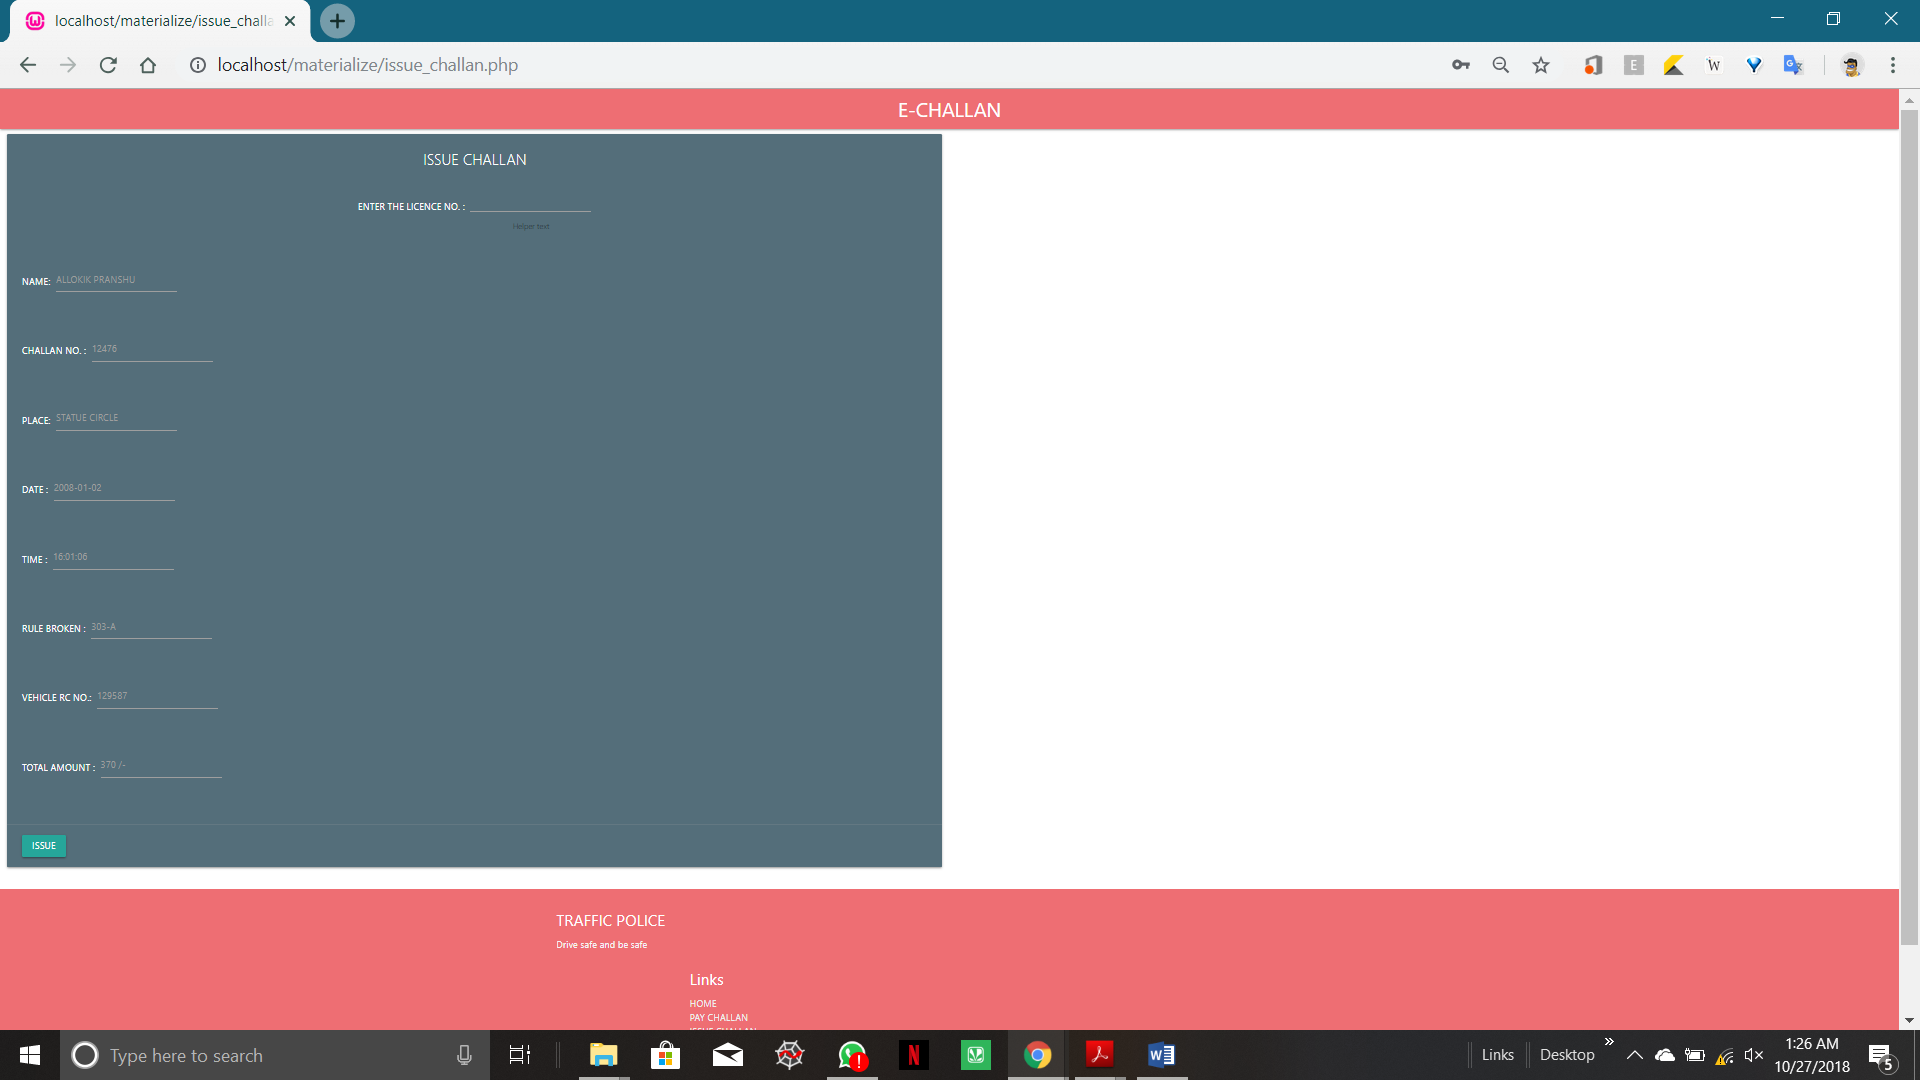 localhost/materialize/issue_challa
localhost/materialize/issue_challan.php
E-CHALLAN
ISSUE CHALLAN
ENTER THE LICENCE NO. :
Helper text
NAME: ALLOKIK PRANSHU
CHALLAN NO. : 12476
PLACE: STATUE CIRCLE
DATE : 2008-01-02
TIME : 16:01:06
RULE BROKEN : 303-A
VEHICLE RC NO.: 129587
TOTAL AMOUNT : 370 /-
ISSUE
TRAFFIC POLICE
Drive safe and be safe
Links
HOME
PAY CHALLAN
ISSUE CHALLAN
Type here to search
Links
Desktop
1:26 AM
10/27/2018
5